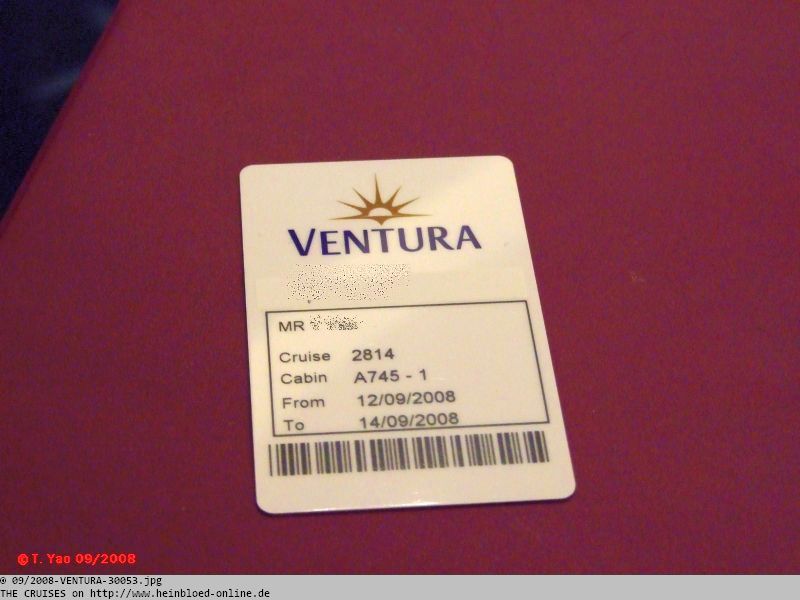 VENTURA
MR
Cruise 2814
Cabin A745 - 1
From 12/09/2008
To 14/09/2008
© T. Yao 09/2008
© 09/2008-VENTURA-30053.jpg
THE CRUISES on http://www.heinbloed-online.de